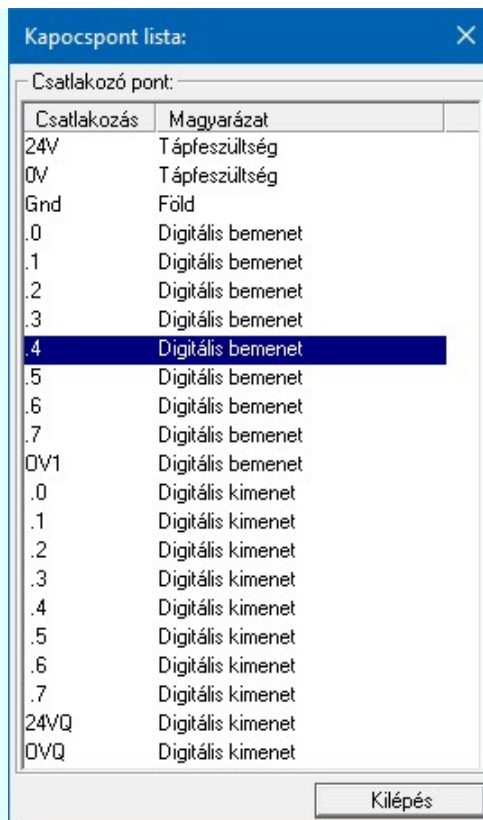 Kapocspont lista:
Csatlakozó pont:
Csatlakozás Magyarázat
24V Tápfeszültség
0V Tápfeszültség
Gnd Föld
.0 Digitális bemenet
.1 Digitális bemenet
.2 Digitális bemenet
.3 Digitális bemenet
.4 Digitális bemenet
.5 Digitális bemenet
.6 Digitális bemenet
.7 Digitális bemenet
OV1 Digitális bemenet
.0 Digitális kimenet
.1 Digitális kimenet
.2 Digitális kimenet
.3 Digitális kimenet
.4 Digitális kimenet
.5 Digitális kimenet
.6 Digitális kimenet
.7 Digitális kimenet
24VQ Digitális kimenet
OVQ Digitális kimenet
Kilépés